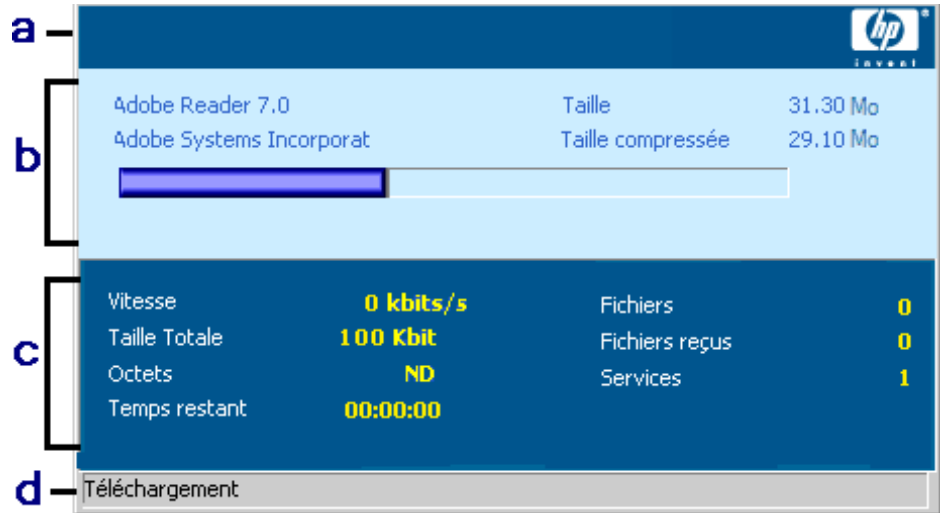 a
hp
invent
b
Adobe Reader 7.0 Taille 31.30 Mo
Adobe Systems Incorporat Taille compressée 29.10 Mo
c
Vitesse 0 kbits/s Fichiers 0
Taille Totale 100 Kbit Fichiers reçus 0
Octets ND Services 1
Temps restant 00:00:00
d
Téléchargement